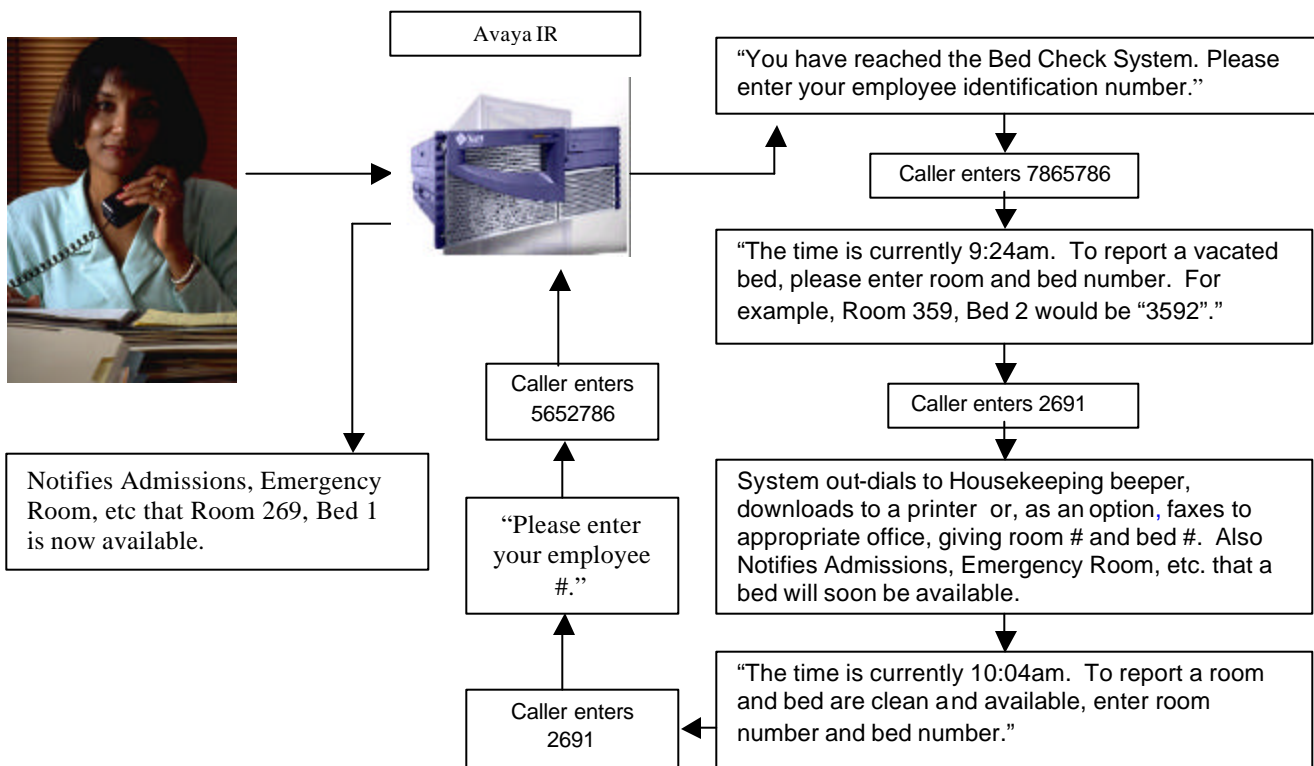 Avaya IR
“You have reached the Bed Check System. Please
enter your employee identification number.”
Caller enters 7865786
“The time is currently 9:24am. To report a vacated
bed, please enter room and bed number. For
example, Room 359, Bed 2 would be “3592”.”
Caller enters 2691
System out-dials to Housekeeping beeper,
downloads to a printer or, as an option, faxes to
appropriate office, giving room # and bed #. Also
Notifies Admissions, Emergency Room, etc. that a
bed will soon be available.
“The time is currently 10:04am. To report a room
and bed are clean and available, enter room
number and bed number.”
Caller enters
2691
“Please enter
your employee
#.”
Caller enters
5652786
Notifies Admissions, Emergency
Room, etc that Room 269, Bed 1
is now available.